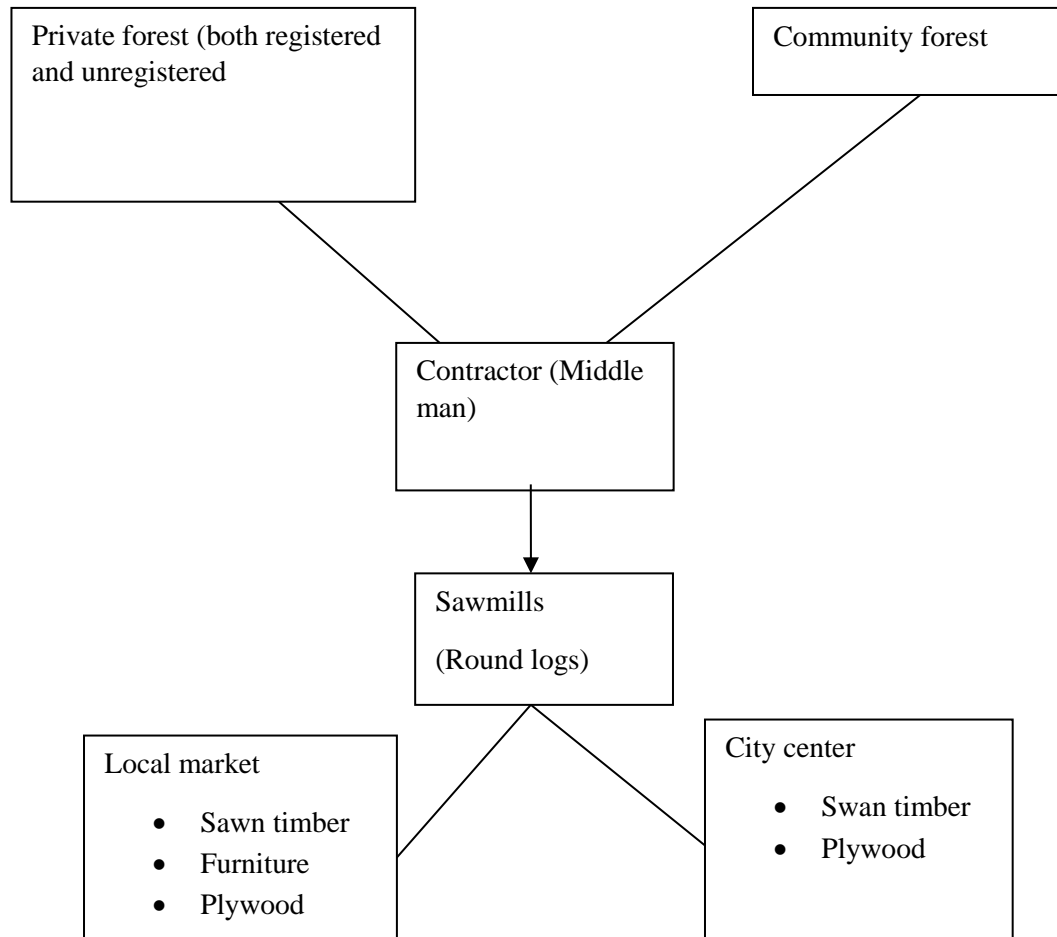 Private forest (both registered
and unregistered
Community forest
Contractor (Middle
man)
Sawmills
(Round logs)
Local market
• Sawn timber
• Furniture
• Plywood
City center
• Swan timber
• Plywood